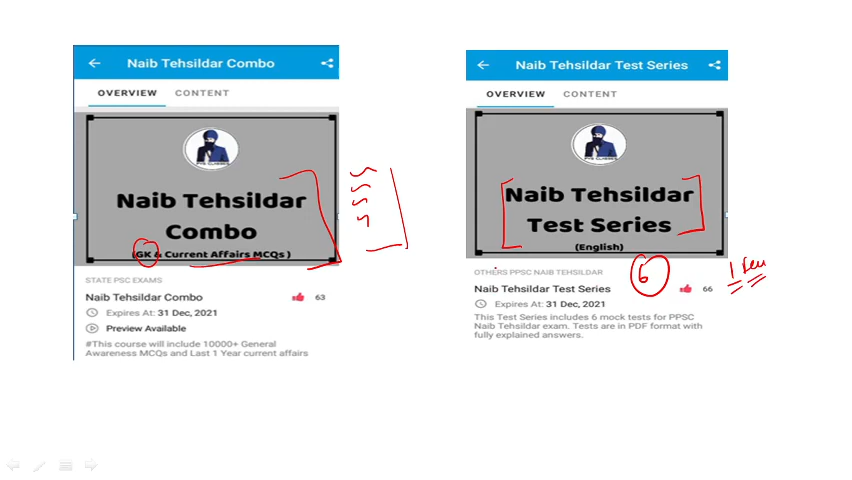 Naib Tehsildar Combo
OVERVIEW CONTENT
Naib Tehsildar
Combo
(GK & Current Affairs MCQs )
STATE PSC EXAMS
Naib Tehsildar Combo 63
Expires At: 31 Dec, 2021
Preview Available
#This course will include 10000+ General
Awareness MCQs and Last 1 Year current affairs
Naib Tehsildar Test Series
OVERVIEW CONTENT
Naib Tehsildar
Test Series
(English)
OTHERS PPSC NAIB TEHSILDAR
6
1
Naib Tehsildar Test Series 66
Expires At: 31 Dec, 2021
This Test Series includes 6 mock tests for PPSC
Naib Tehsildar exam. Tests are in PDF format with
fully explained answers.